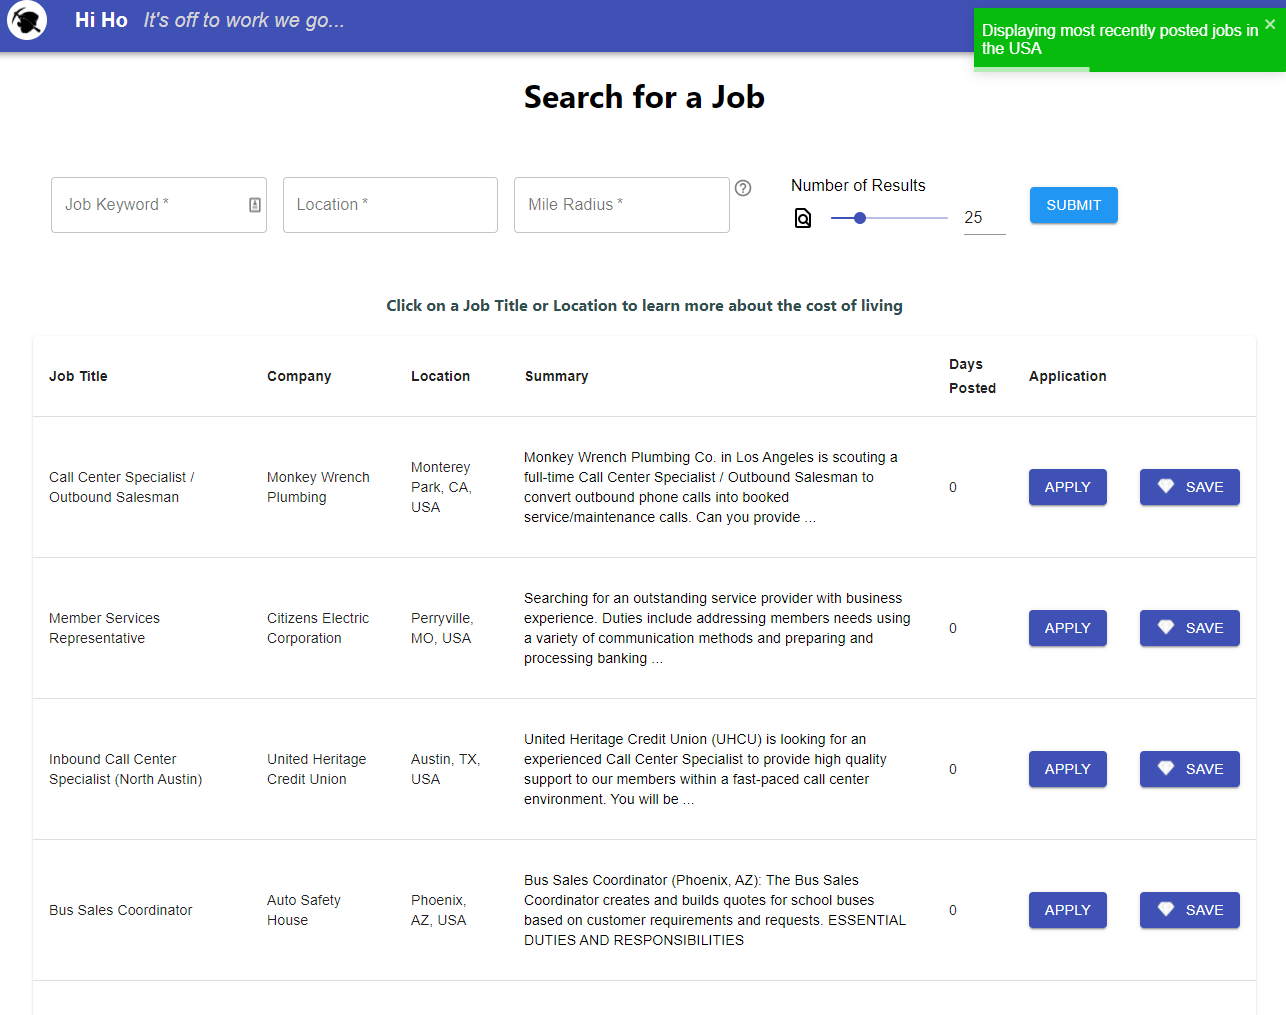 Hi Ho It's off to work we go...
Displaying most recently posted jobs in
the USA
Search for a Job
Job Keyword *
Location *
Mile Radius *
Number of Results
25
SUBMIT
Click on a Job Title or Location to learn more about the cost of living
Job Title
Company
Location
Summary
Days
Posted
Application
Call Center Specialist /
Outbound Salesman
Monkey Wrench
Plumbing
Monterey
Park, CA,
USA
Monkey Wrench Plumbing Co. in Los Angeles is scouting a
full-time Call Center Specialist / Outbound Salesman to
convert outbound phone calls into booked
service/maintenance calls. Can you provide ...
0
APPLY
SAVE
Member Services
Representative
Citizens Electric
Corporation
Perryville,
MO, USA
Searching for an outstanding service provider with business
experience. Duties include addressing members needs using
a variety of communication methods and preparing and
processing banking ...
0
APPLY
SAVE
Inbound Call Center
Specialist (North Austin)
United Heritage
Credit Union
Austin, TX,
USA
United Heritage Credit Union (UHCU) is looking for an
experienced Call Center Specialist to provide high quality
support to our members within a fast-paced call center
environment. You will be ...
0
APPLY
SAVE
Bus Sales Coordinator
Auto Safety
House
Phoenix,
AZ, USA
Bus Sales Coordinator (Phoenix, AZ): The Bus Sales
Coordinator creates and builds quotes for school buses
based on customer requirements and requests. ESSENTIAL
DUTIES AND RESPONSIBILITIES
0
APPLY
SAVE